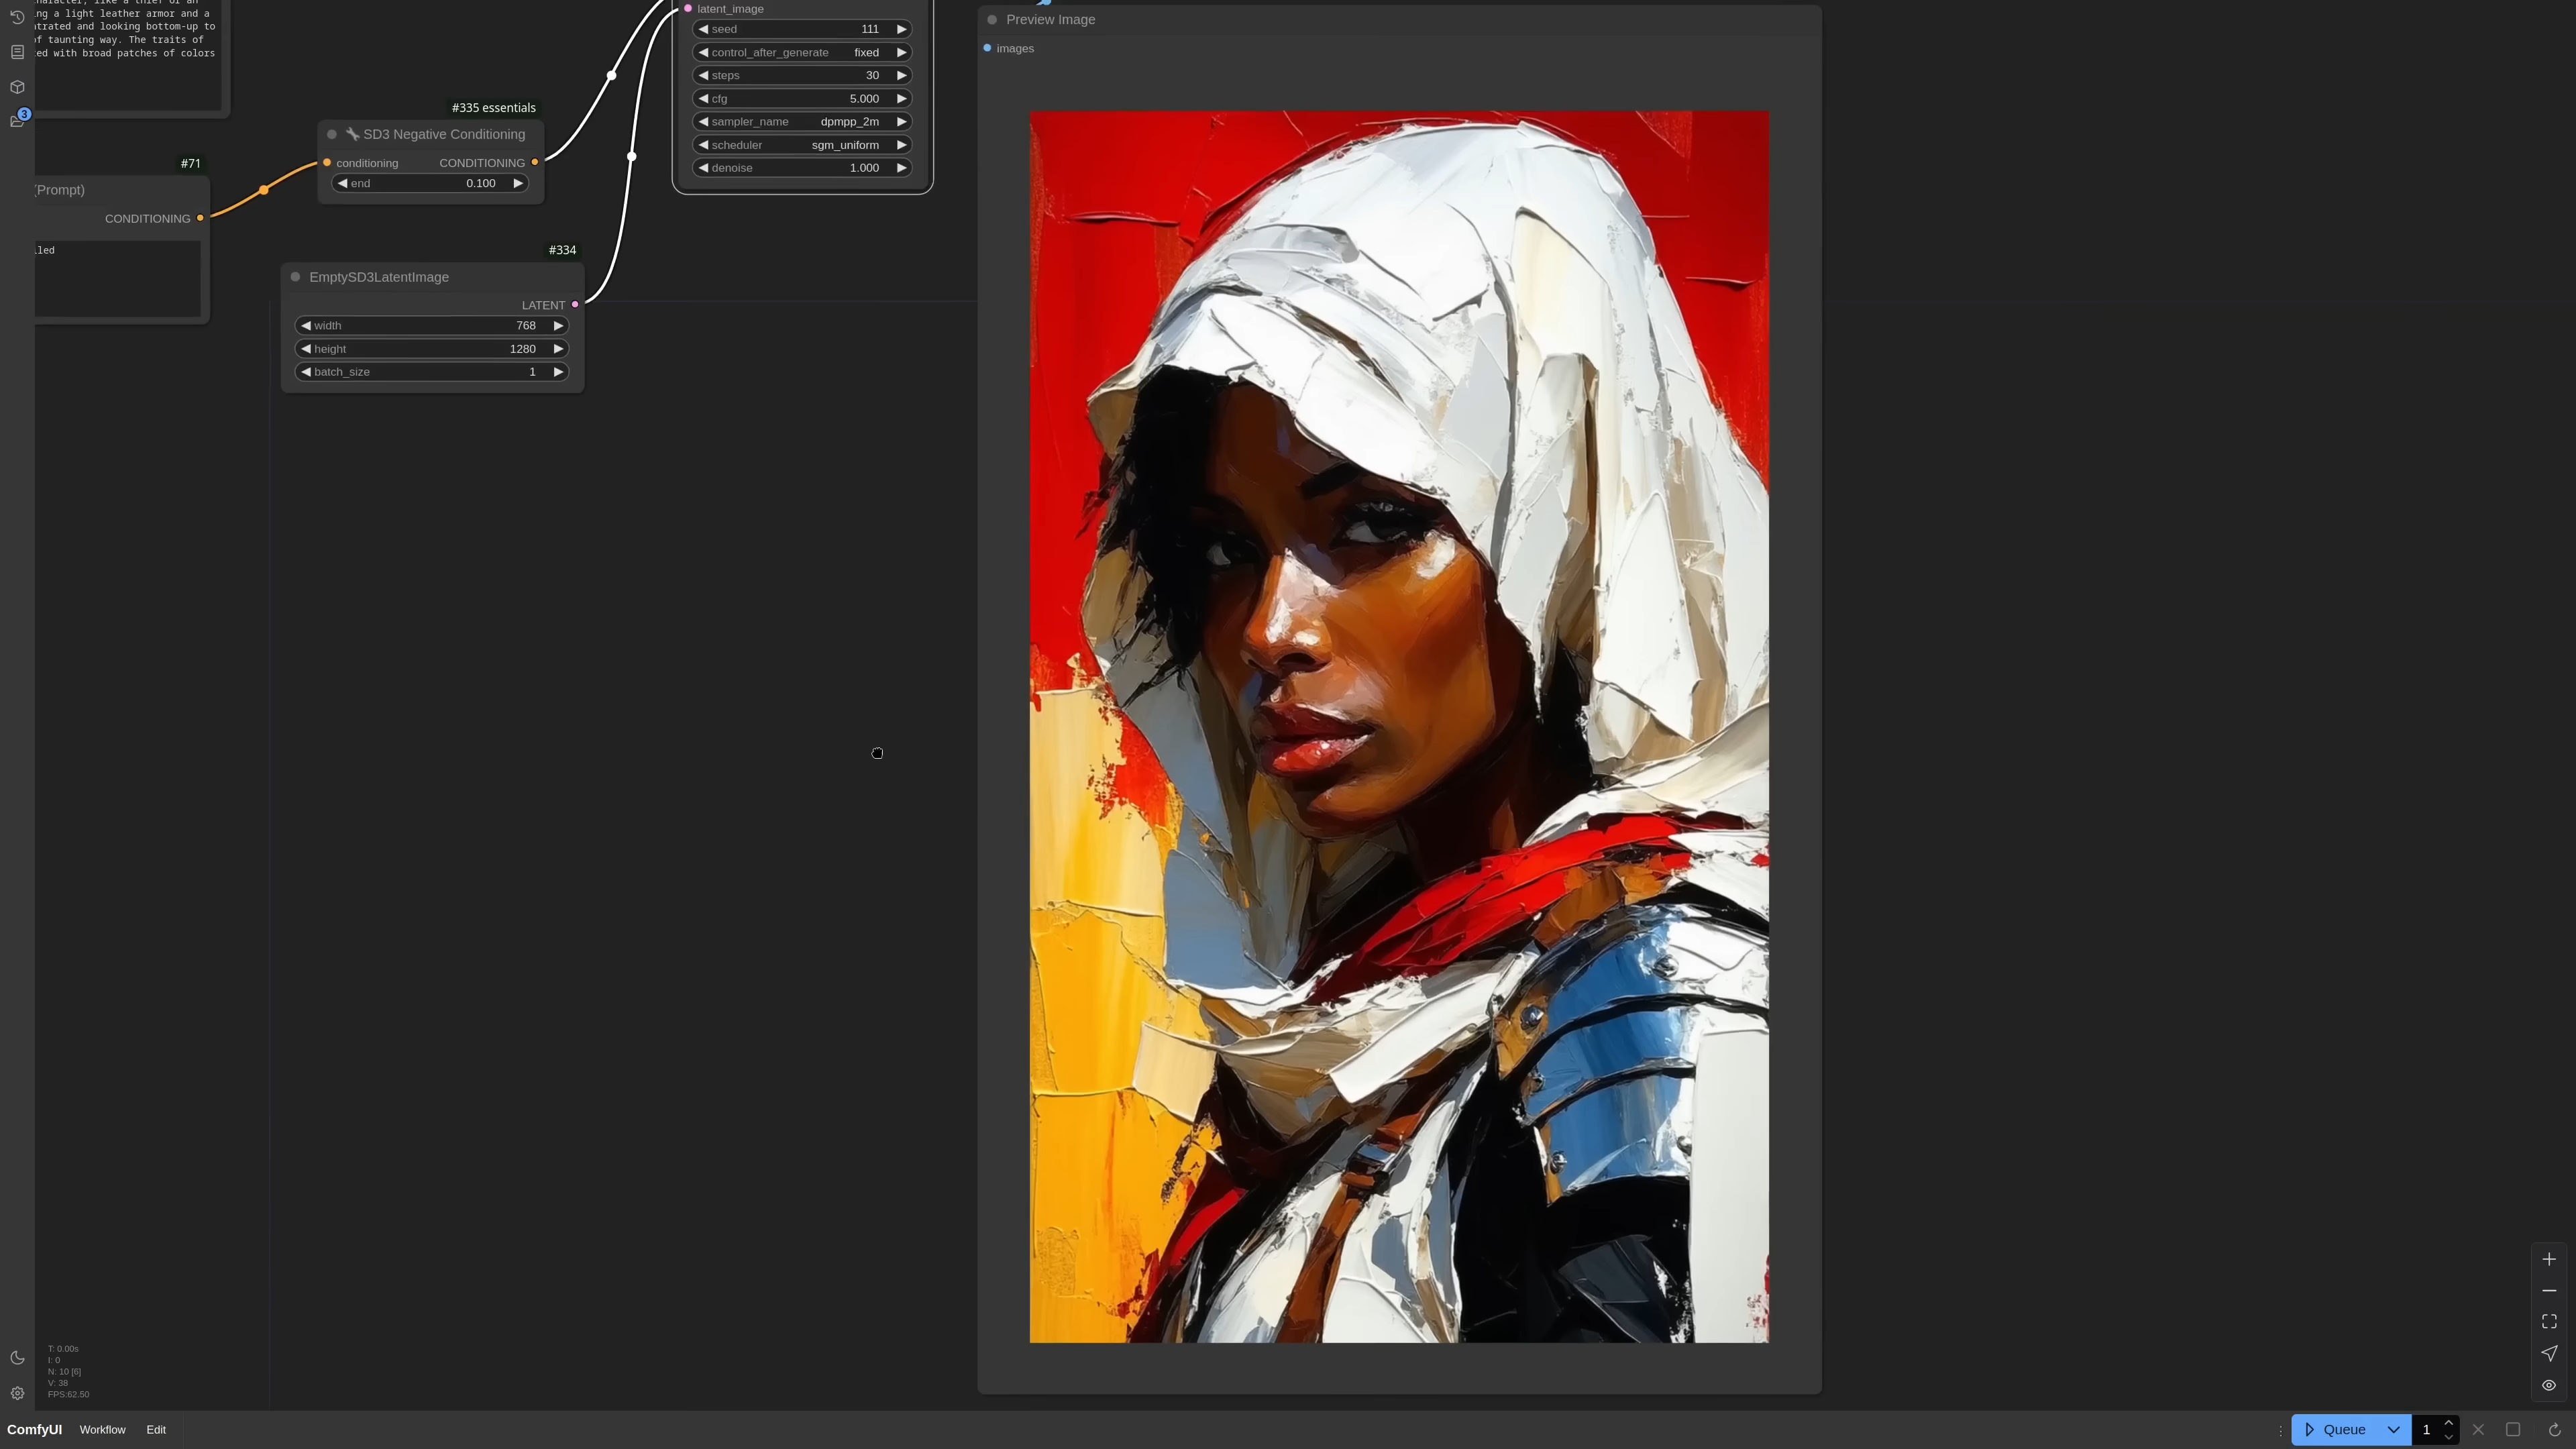 haracter, like a thief or an
ng a light leather armor and a
trated and looking bottom-up to
of taunting way. The traits of
ed with broad patches of colors
latent_image
seed 111
control_after_generate fixed
steps 30
cfg 5.000
sampler_name dpmpp_2m
scheduler sgm_uniform
denoise 1.000
Preview Image
images
#335 essentials
SD3 Negative Conditioning
conditioning CONDITIONING
end 0.100
3
#71
(Prompt)
CONDITIONING
led
#334
EmptySD3LatentImage
LATENT
width 768
height 1280
batch_size 1
T: 0.00s
I: 0
N: 10 [6]
V: 38
FPS:62.50
ComfyUI Workflow Edit
Queue 1